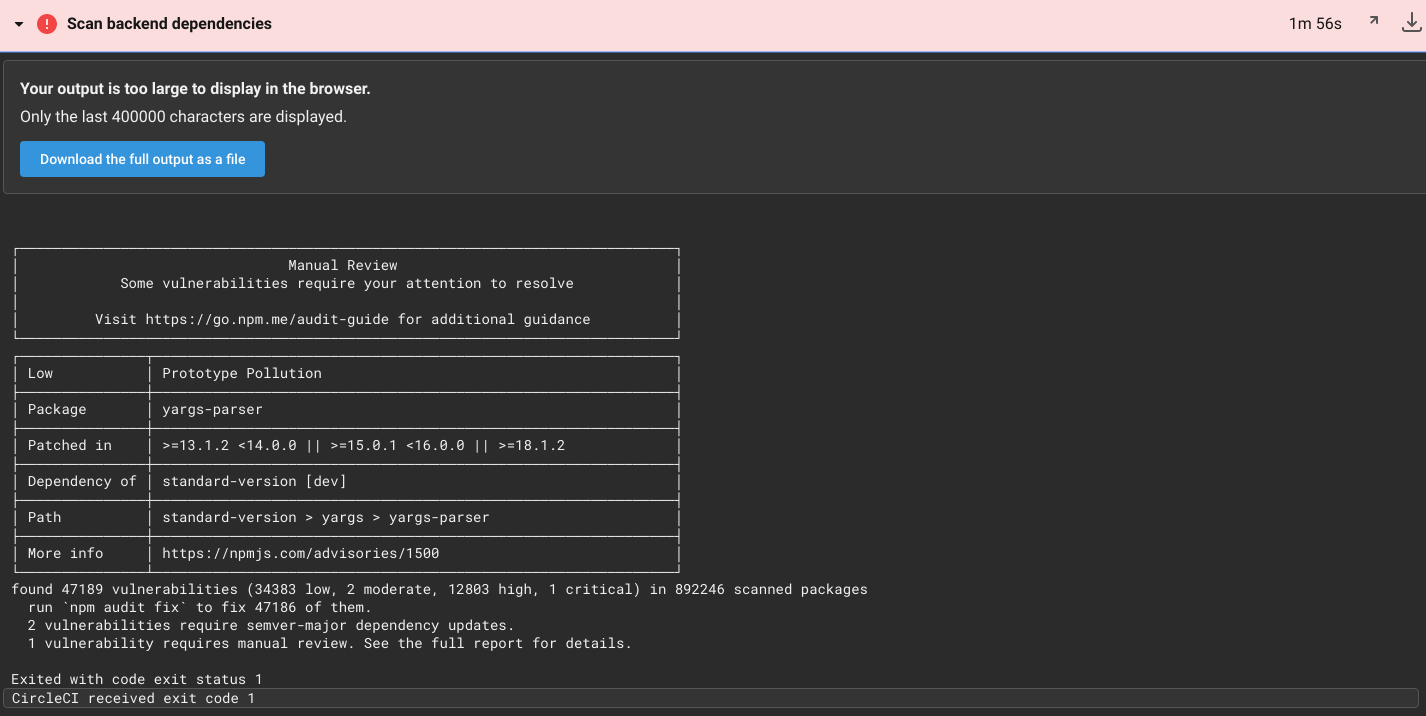 Scan backend dependencies
1m 56s
Your output is too large to display in the browser.
Only the last 400000 characters are displayed.
Download the full output as a file
Manual Review
Some vulnerabilities require your attention to resolve
Visit https://go.npm.me/audit-guide for additional guidance
Low Prototype Pollution
Package yargs-parser
Patched in >=13.1.2 <14.0.0 || >=15.0.1 <16.0.0 || >=18.1.2
Dependency of standard-version [dev]
Path standard-version > yargs > yargs-parser
More info https://npmjs.com/advisories/1500
found 47189 vulnerabilities (34383 low, 2 moderate, 12803 high, 1 critical) in 892246 scanned packages
run `npm audit fix` to fix 47186 of them.
2 vulnerabilities require semver-major dependency updates.
1 vulnerability requires manual review. See the full report for details.
Exited with code exit status 1
CircleCI received exit code 1